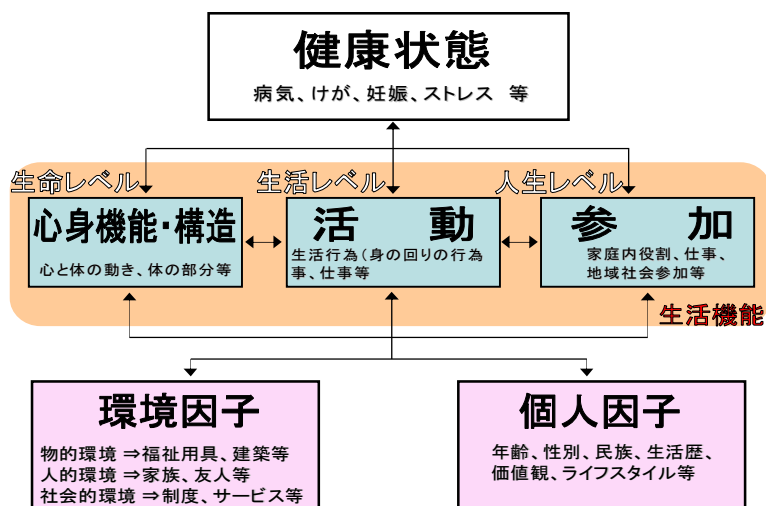 健康状態
病気、けが、妊娠、ストレス　等
生命レベル
生活レベル
人生レベル
心身機能・構造
心と体の動き、体の部分等
活　動
生活行為（身の回りの行為
事、仕事等
参　加
家庭内役割、仕事、
地域社会参加等
生活機能
環境因子
物的環境 ⇒福祉用具、建築等
人的環境 ⇒家族、友人等
社会的環境 ⇒制度、サービス等
個人因子
年齢、性別、民族、生活歴、
価値観、ライフスタイル等